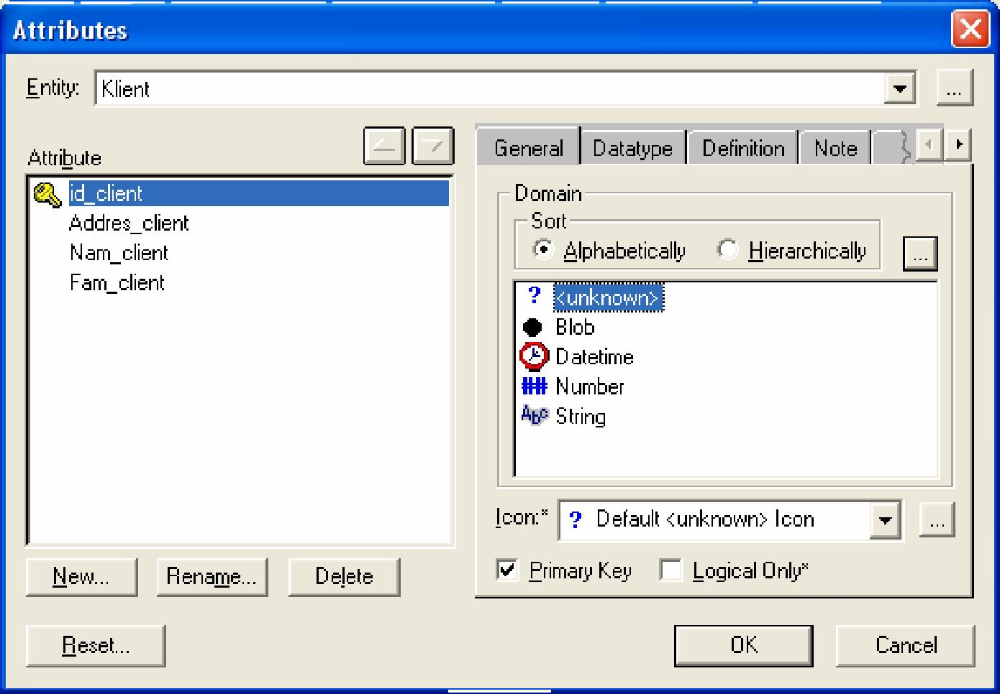 Attributes
Entity: Klient ...
Attribute
id_client
Addres_client
Nam_client
Fam_client
New... Rename... Delete
Reset...
General Datatype Definition Note
Domain
Sort
Alphabetically Hierarchically ...
? <unknown>
Blob
Datetime
Number
Abc String
Icon:* ? Default <unknown> Icon ...
Primary Key Logical Only*
OK Cancel